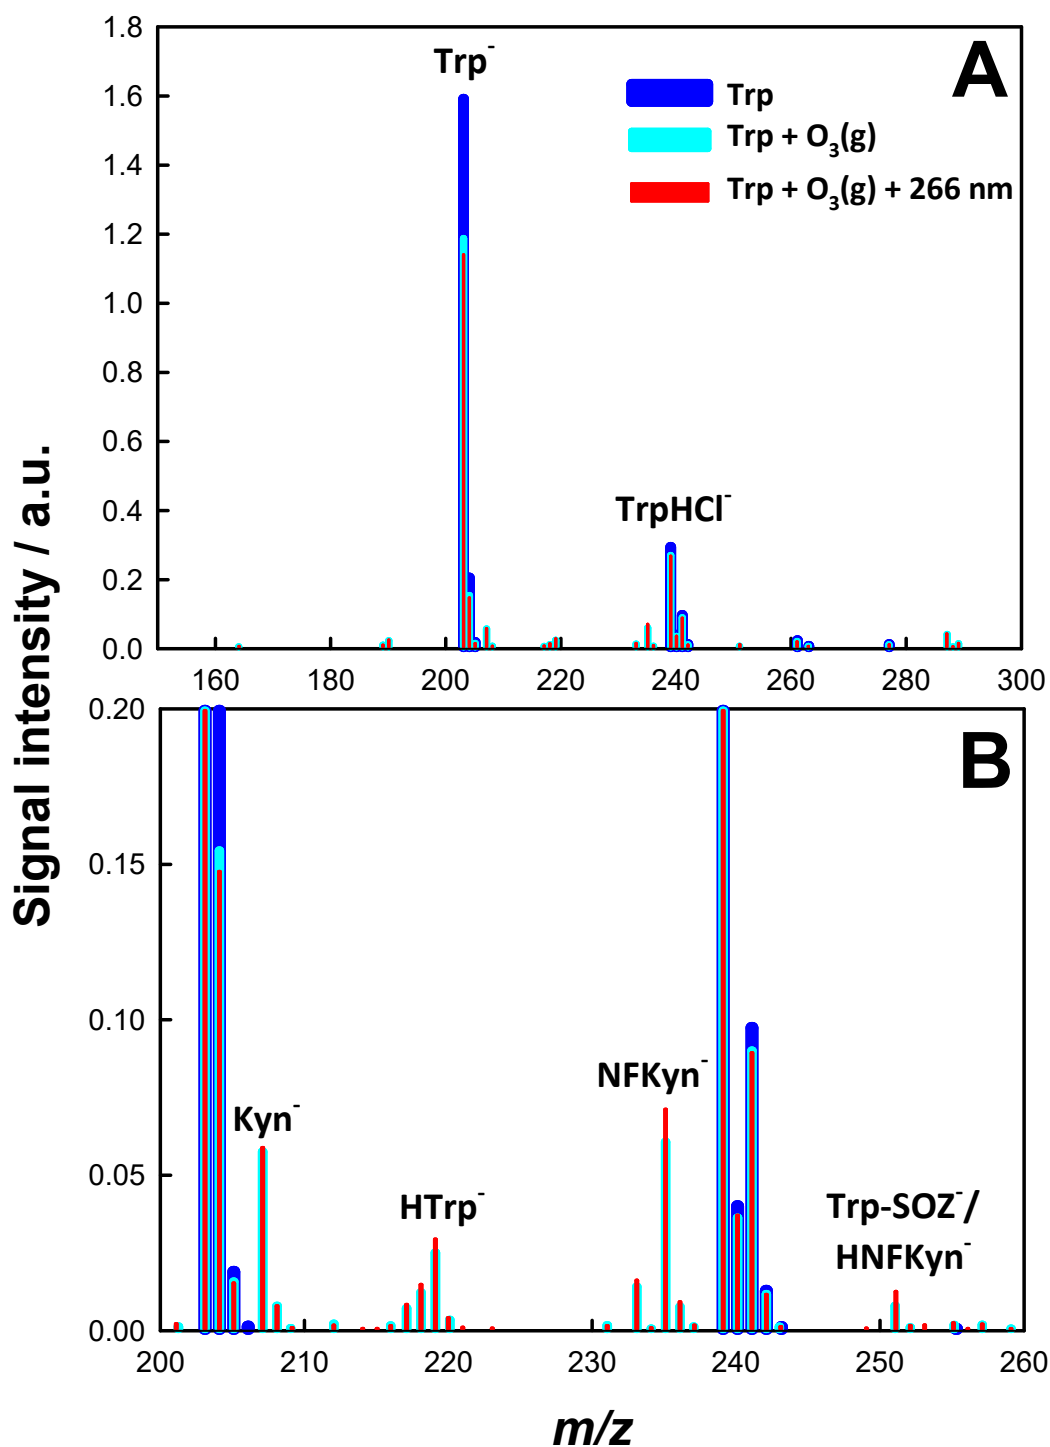 1.8
1.6
1.4
1.2
1.0
0.8
0.6
0.4
0.2
0.0
Trp⁻
A
Trp
Trp + O₃(g)
Trp + O₃(g) + 266 nm
TrpHCl⁻
160 180 200 220 240 260 280 300
Signal intensity / a.u.
0.20
0.15
0.10
0.05
0.00
B
Kyn⁻
HTrp⁻
NFKyn⁻
Trp-SOZ⁻/
HNFKyn⁻
200 210 220 230 240 250 260
m/z